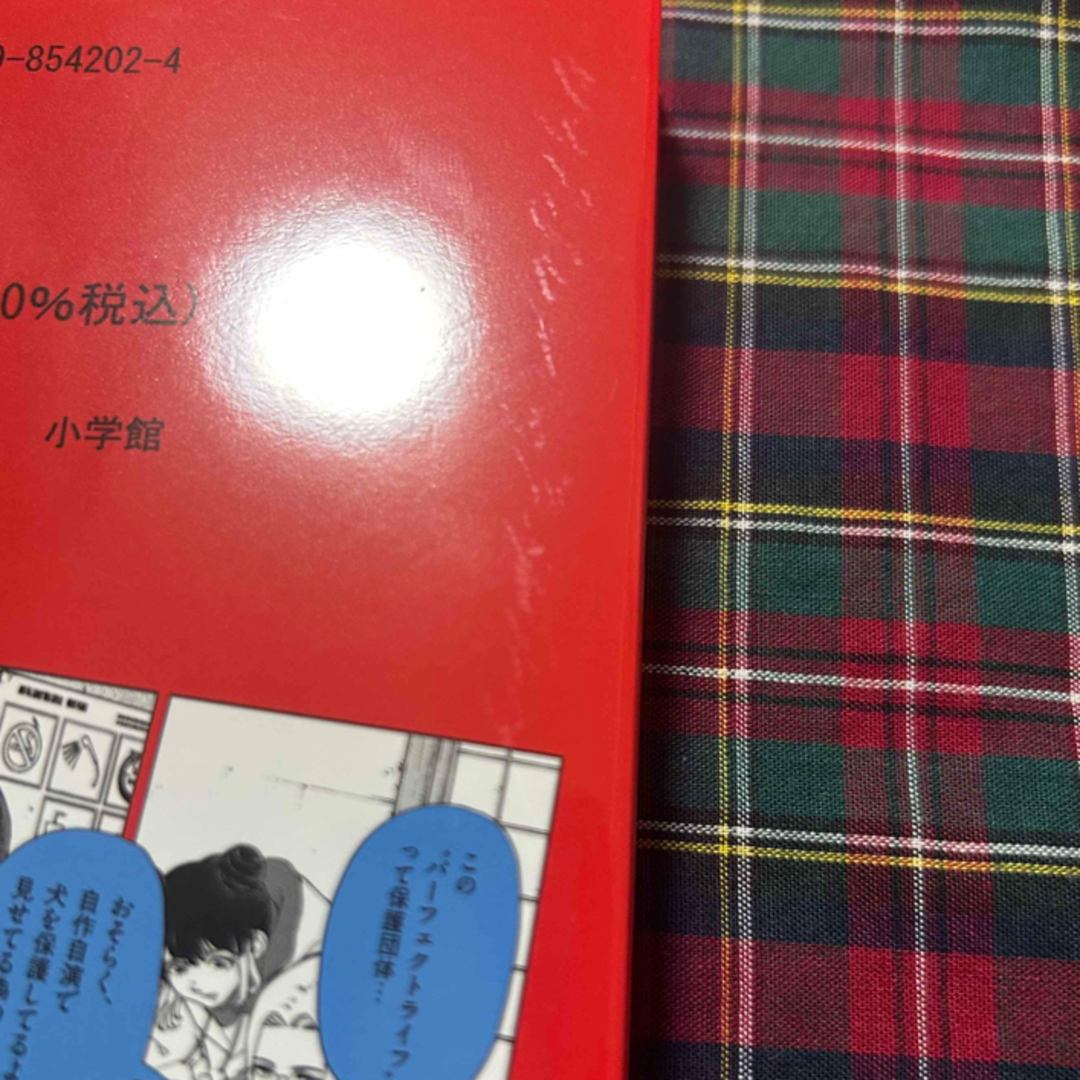 9-854202-4
0%税込)
小学館
この
“パーフェクトライフ”
って保護団体…
おそらく、
自作自演で
犬を保護してる
見せてる